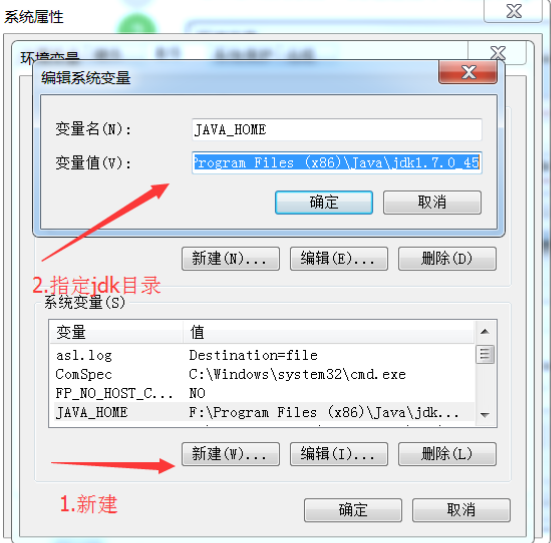 系统属性
环境变量
编辑系统变量
变量名(N):
JAVA_HOME
变量值(V):
Program Files (x86)\Java\jdk1.7.0_45
确定
取消
新建(N)...
编辑(E)...
删除(D)
2.指定jdk目录
系统变量(S)
变量
值
asl.log
Destination=file
ComSpec
C:\Windows\system32\cmd.exe
FP_NO_HOST_C...
NO
JAVA_HOME
F:\Program Files (x86)\Java\jdk...
新建(W)...
编辑(I)...
删除(L)
1.新建
确定
取消